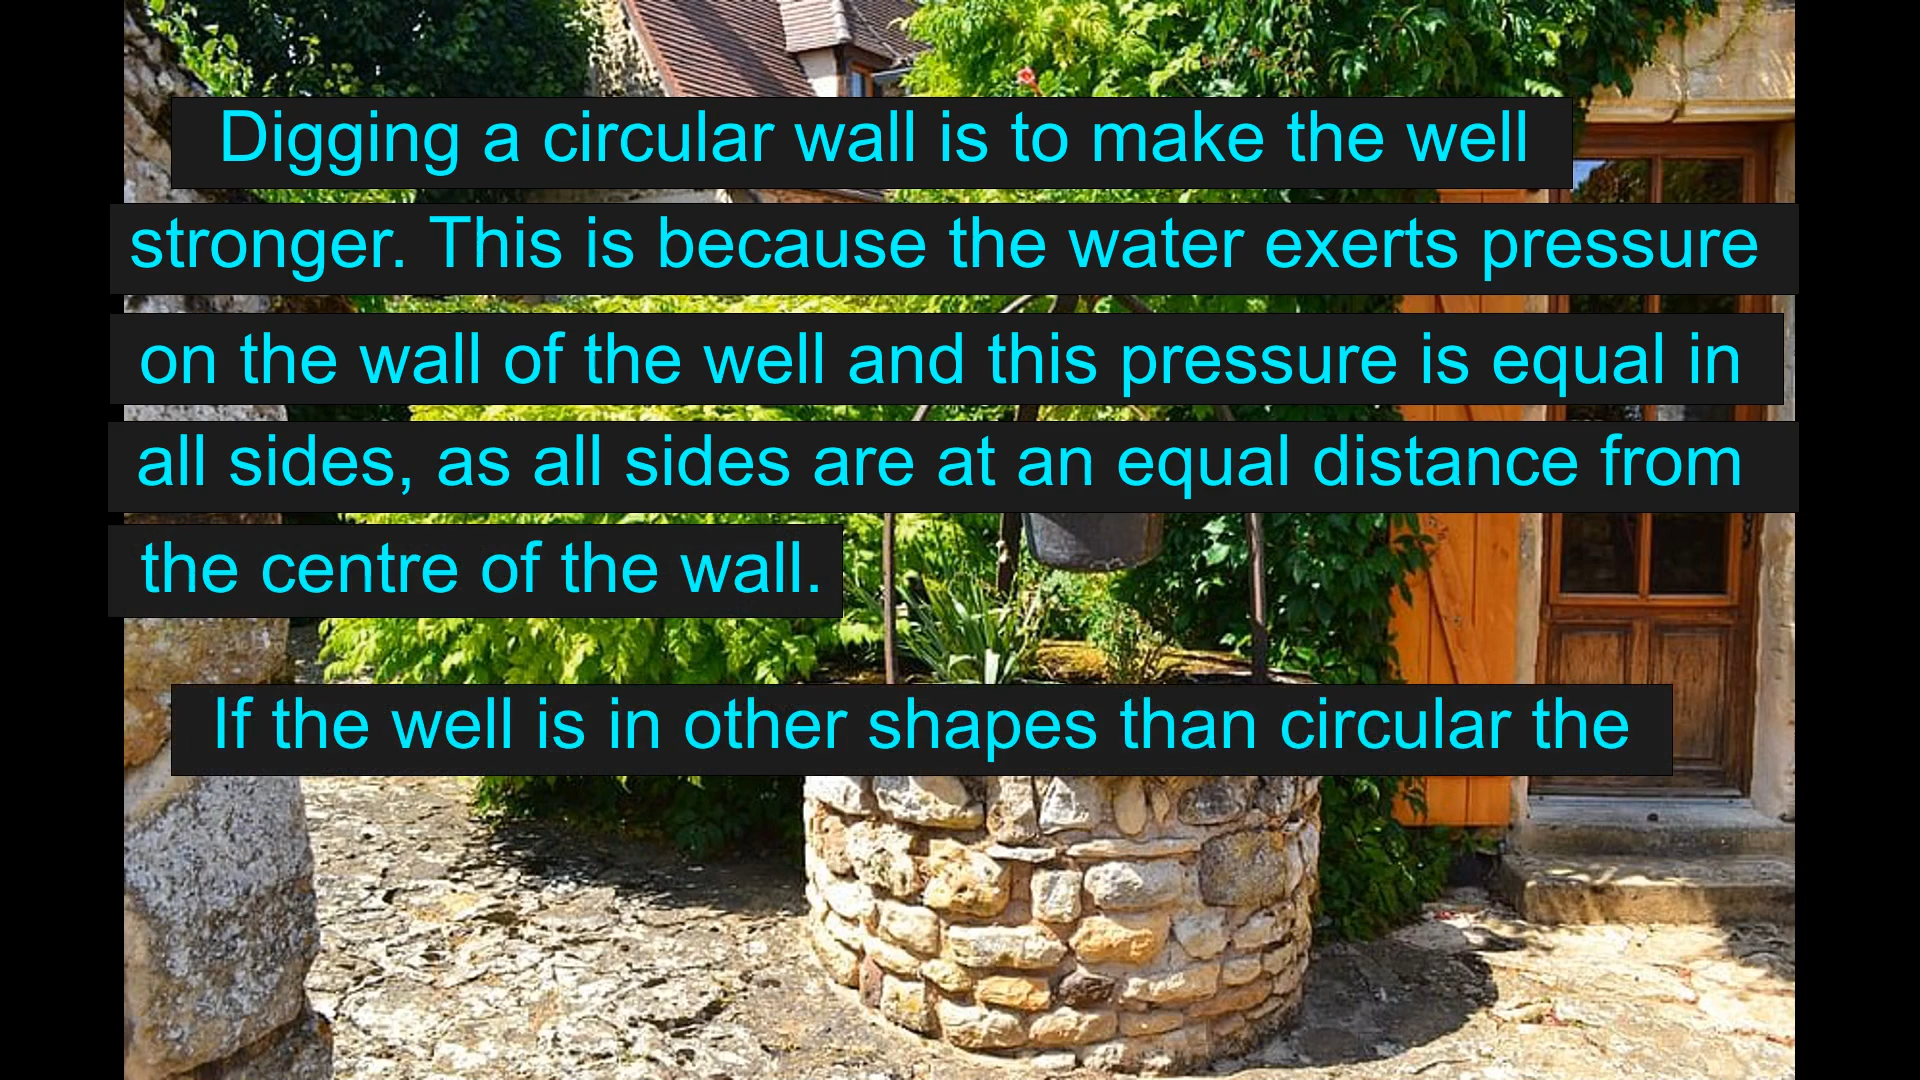 Digging a circular wall is to make the well
stronger. This is because the water exerts pressure
on the wall of the well and this pressure is equal in
all sides, as all sides are at an equal distance from
the centre of the wall.
If the well is in other shapes than circular the